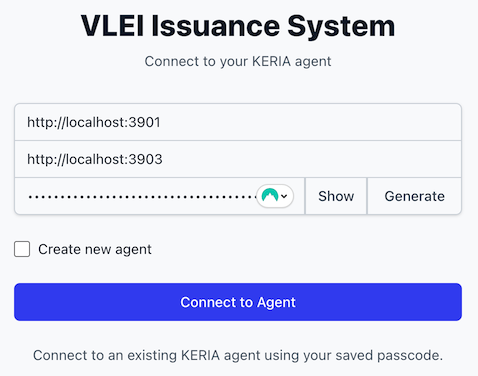 VLEI Issuance System
Connect to your KERIA agent
http://localhost:3901
http://localhost:3903
Show Generate
Create new agent
Connect to Agent
Connect to an existing KERIA agent using your saved passcode.